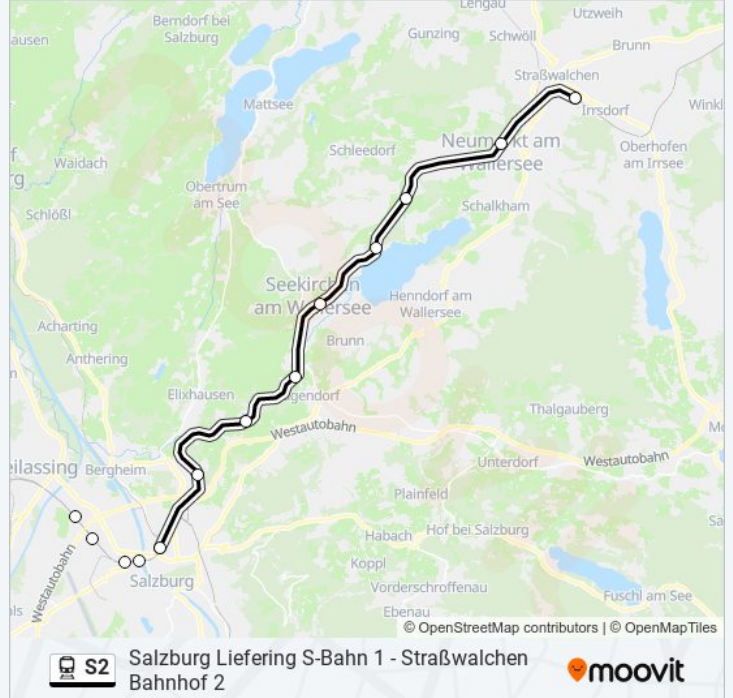 Lengau
Utzweih
Berndorf bei
Salzburg
Gunzing
Schwöll
Brunn
ausen
Straßwalchen
Mattsee
Irrsdorf
Winkl
Schleedorf
Waidach
rg
Oberhofen
am Irrsee
Obertrum
am See
Schalkham
Schlößl
Seekirchen
am Wallersee
Henndorf am
Wallersee
Acharting
Brunn
Anthering
Elixhausen
Thalgauberg
Westautobahn
eilassing
Bergheim
Unterdorf
Westautobahn
Plainfeld
Hof bei Salzburg
Habach
Koppl
Westautobahn
Salzburg
Vorderschroffenau
Fuschl am See
Ebenau
© OpenStreetMap contributors | © OpenMapTiles
S2
Salzburg Liefering S-Bahn 1 - Straßwalchen
Bahnhof 2
moovit